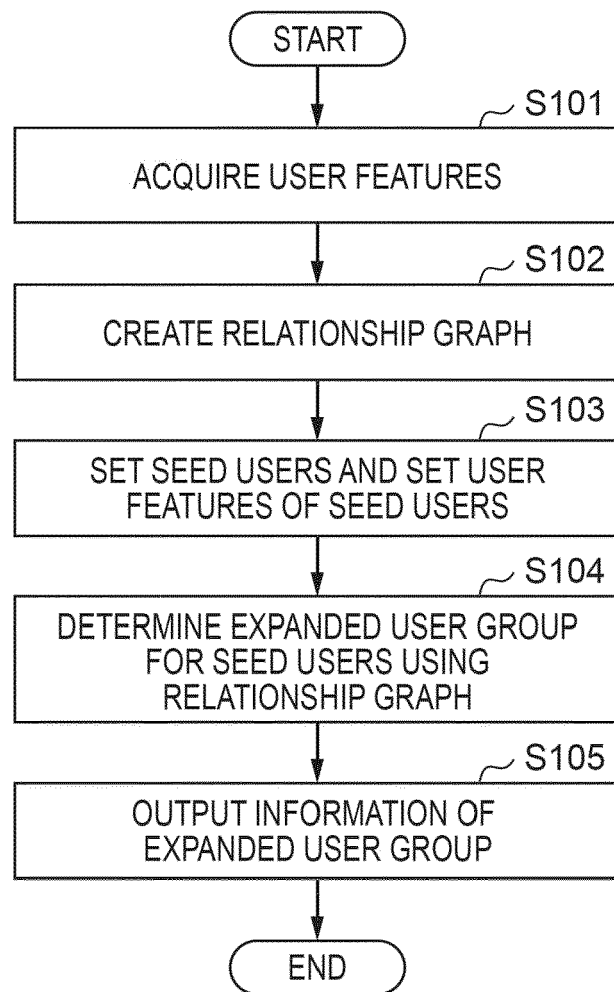 START
S101
ACQUIRE USER FEATURES
S102
CREATE RELATIONSHIP GRAPH
S103
SET SEED USERS AND SET USER
FEATURES OF SEED USERS
S104
DETERMINE EXPANDED USER GROUP
FOR SEED USERS USING
RELATIONSHIP GRAPH
S105
OUTPUT INFORMATION OF
EXPANDED USER GROUP
END